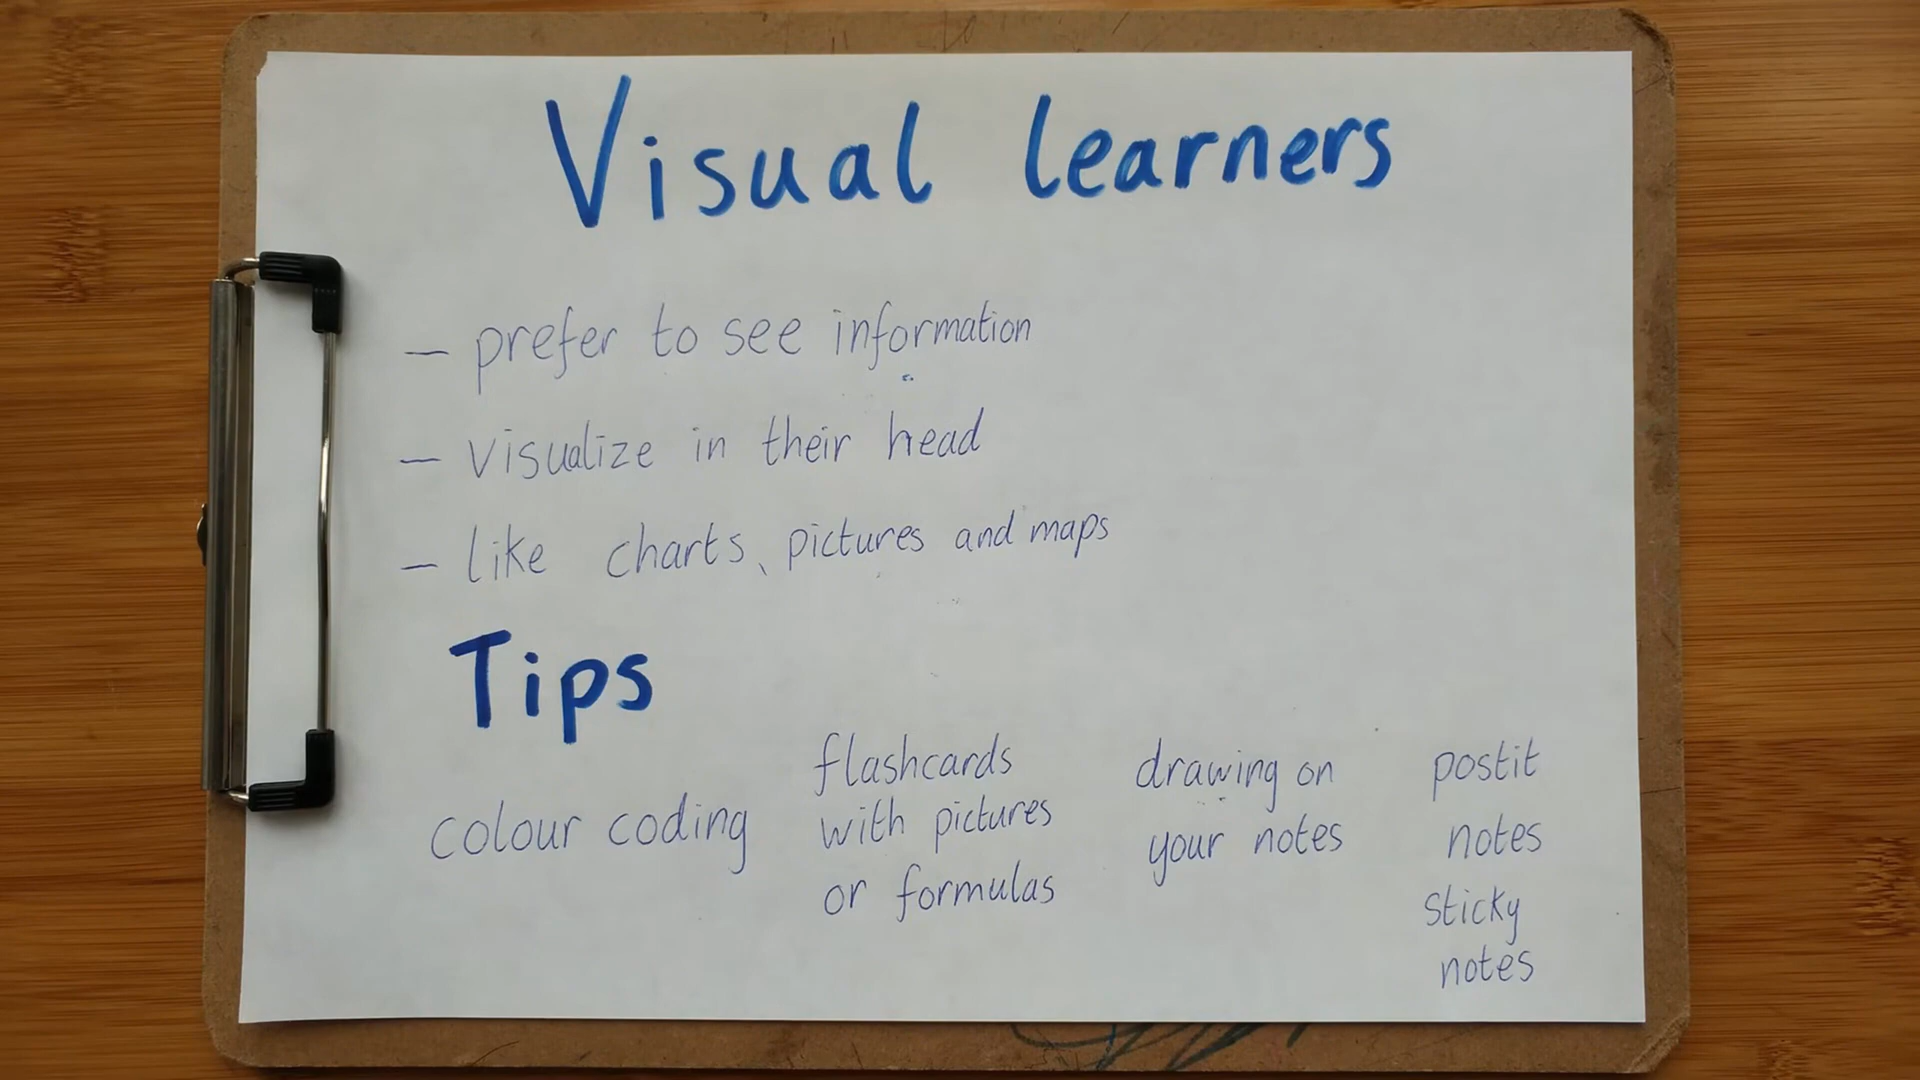 Visual learners
– prefer to see information
– visualize in their head
– like charts, pictures and maps
Tips
colour coding
flashcards
with pictures
or formulas
drawing on
your notes
postit
notes
sticky
notes